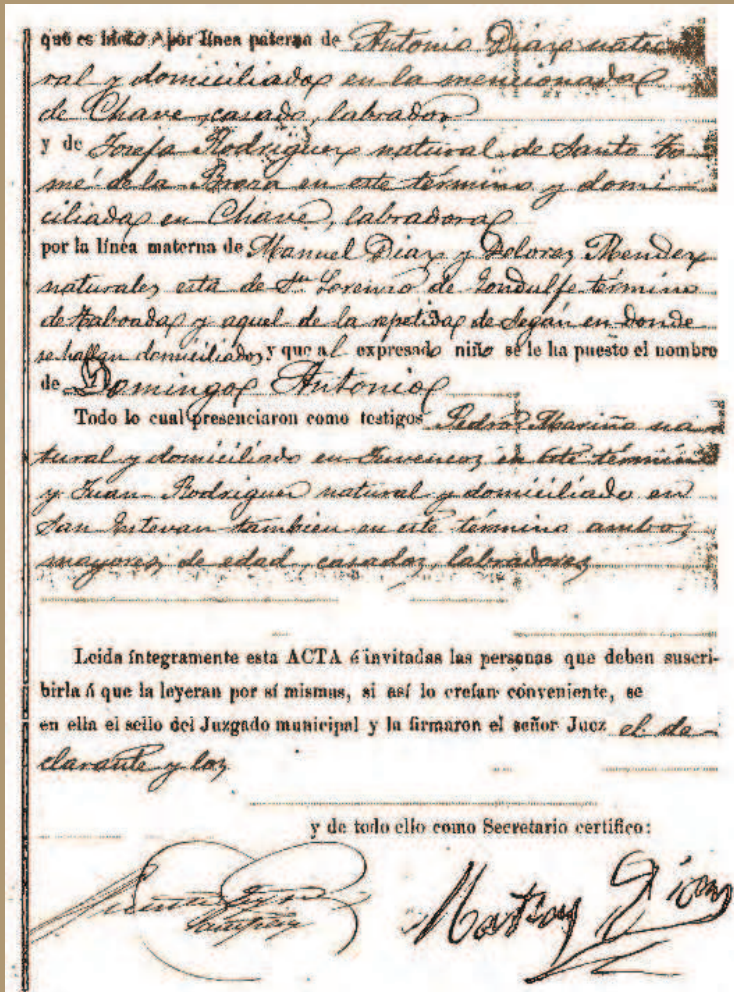 que es nieto por línea paterna de Antonio Diaz natu-
ral y domiciliado en la mencionada
de Chave, casado, labrador
y de Josefa Rodriguez natural de Santo To-
mé de la Broza en este término y domi-
ciliada en Chave, labradora
por la línea materna de Manuel Diaz y Dolores Mendez
naturales esta de Sn Lorenzo de Gondulfe término
de Taboada y aquel de la repetida de Segán en donde
se hallan domiciliados y que al expresado niño se le ha puesto el nombre
de Domingo Antonio
Todo lo cual presenciaron como testigos Pedro Mariño na-
tural y domiciliado en Juvencos en este término
y Juan Rodriguez natural y domiciliado en
San Estevan tambien en este término ambos
mayores de edad, casados, labradores
Leida íntegramente esta ACTA é invitadas las personas que deben suscri-
birla á que la leyeran por sí mismas, si así lo creían conveniente, se
en ella el sello del Juzgado municipal y la firmaron el señor Juez el de-
clarante y los
y de todo ello como Secretario certifico:
Matias Diaz